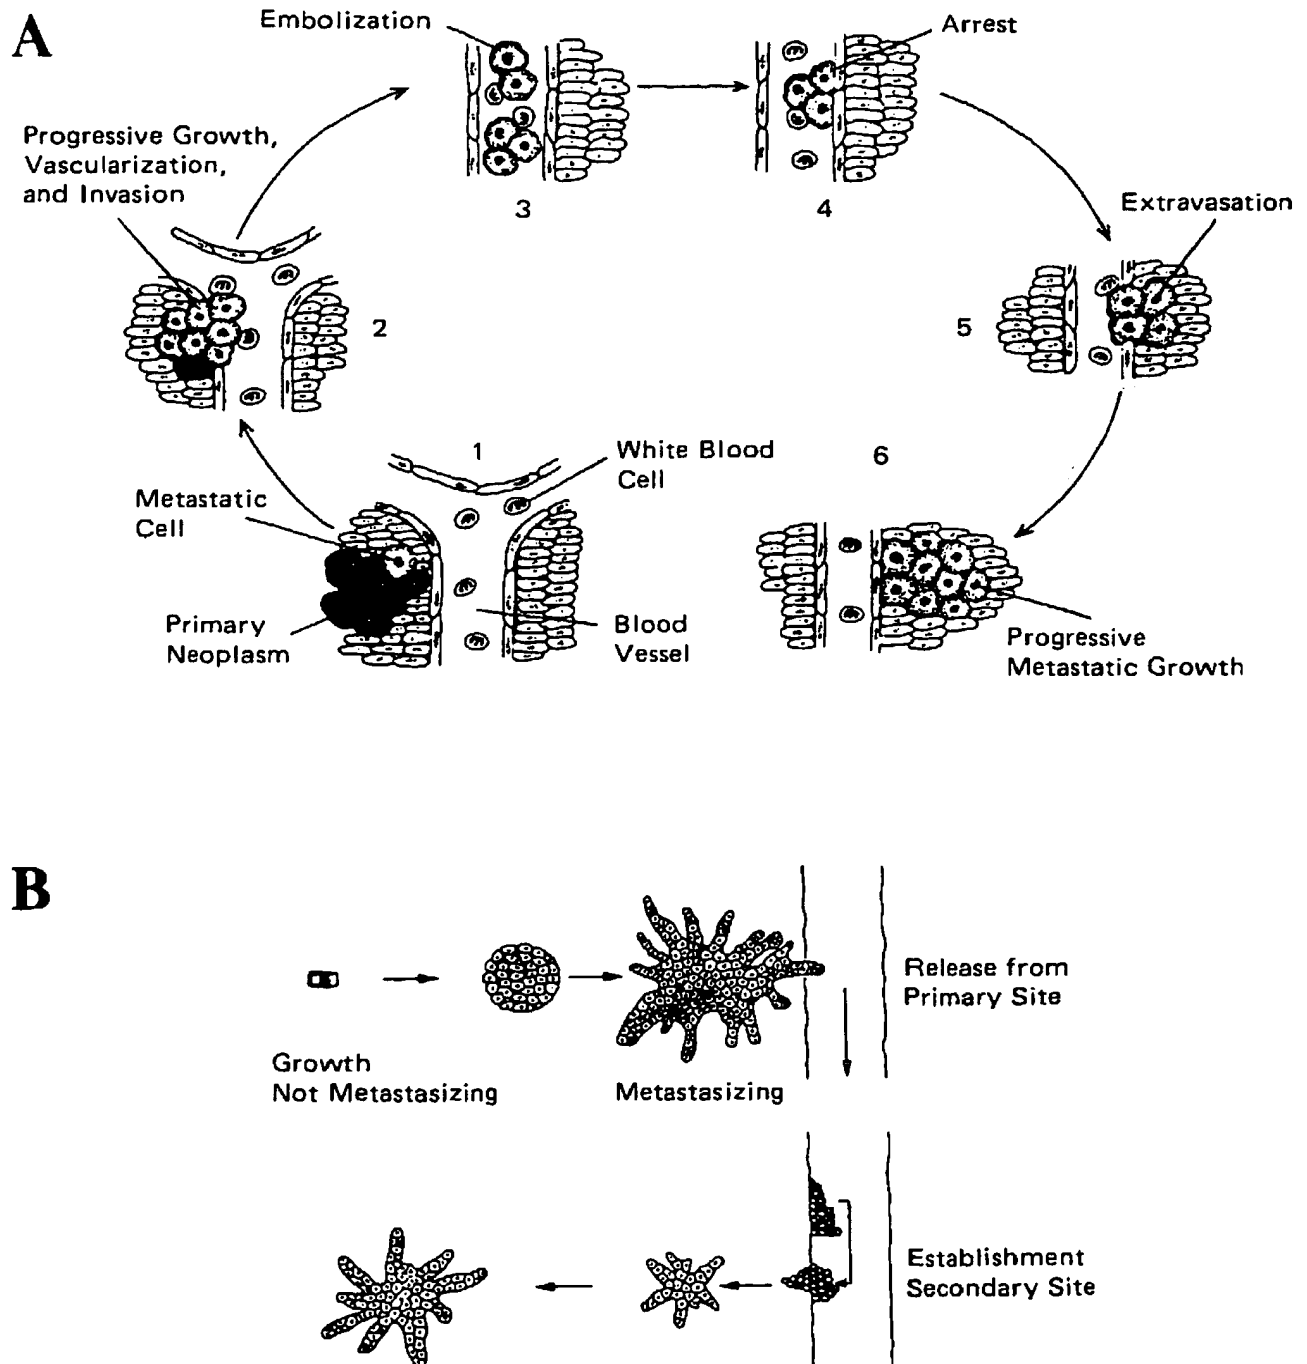 A
Embolization
Arrest
Progressive Growth,
Vascularization,
and Invasion
3
4
Extravasation
2
5
1
White Blood
Cell
6
Metastatic
Cell
Primary
Neoplasm
Blood
Vessel
Progressive
Metastatic Growth
B
Release from
Primary Site
Growth
Not Metastasizing
Metastasizing
Establishment
Secondary Site